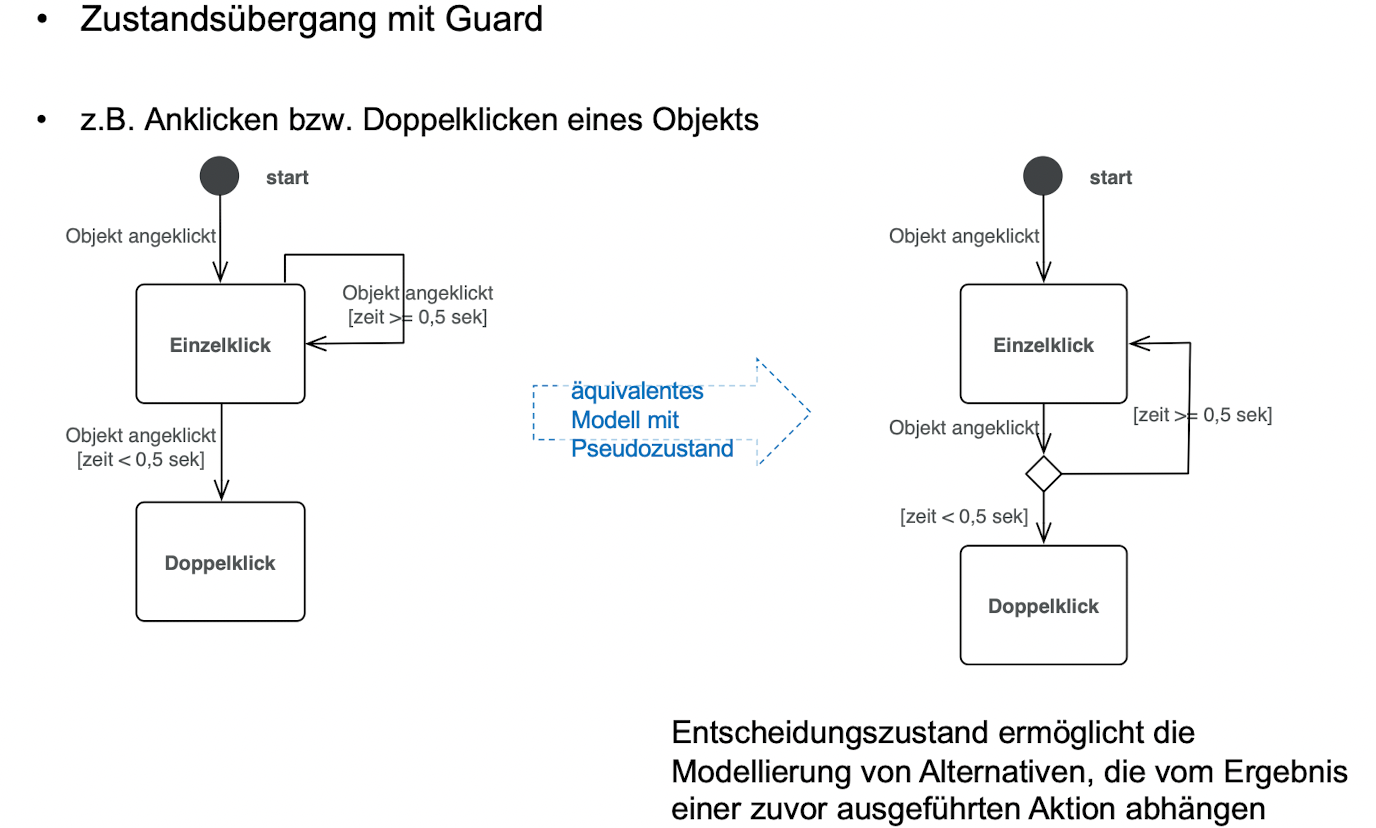 • Zustandsübergang mit Guard
• z.B. Anklicken bzw. Doppelklicken eines Objekts
start
Objekt angeklickt
Objekt angeklickt
[zeit >= 0,5 sek]
Einzelklick
Objekt angeklickt
[zeit < 0,5 sek]
Doppelklick
äquivalentes
Modell mit
Pseudozustand
start
Objekt angeklickt
Einzelklick
[zeit >= 0,5 sek]
Objekt angeklickt
[zeit < 0,5 sek]
Doppelklick
Entscheidungszustand ermöglicht die
Modellierung von Alternativen, die vom Ergebnis
einer zuvor ausgeführten Aktion abhängen